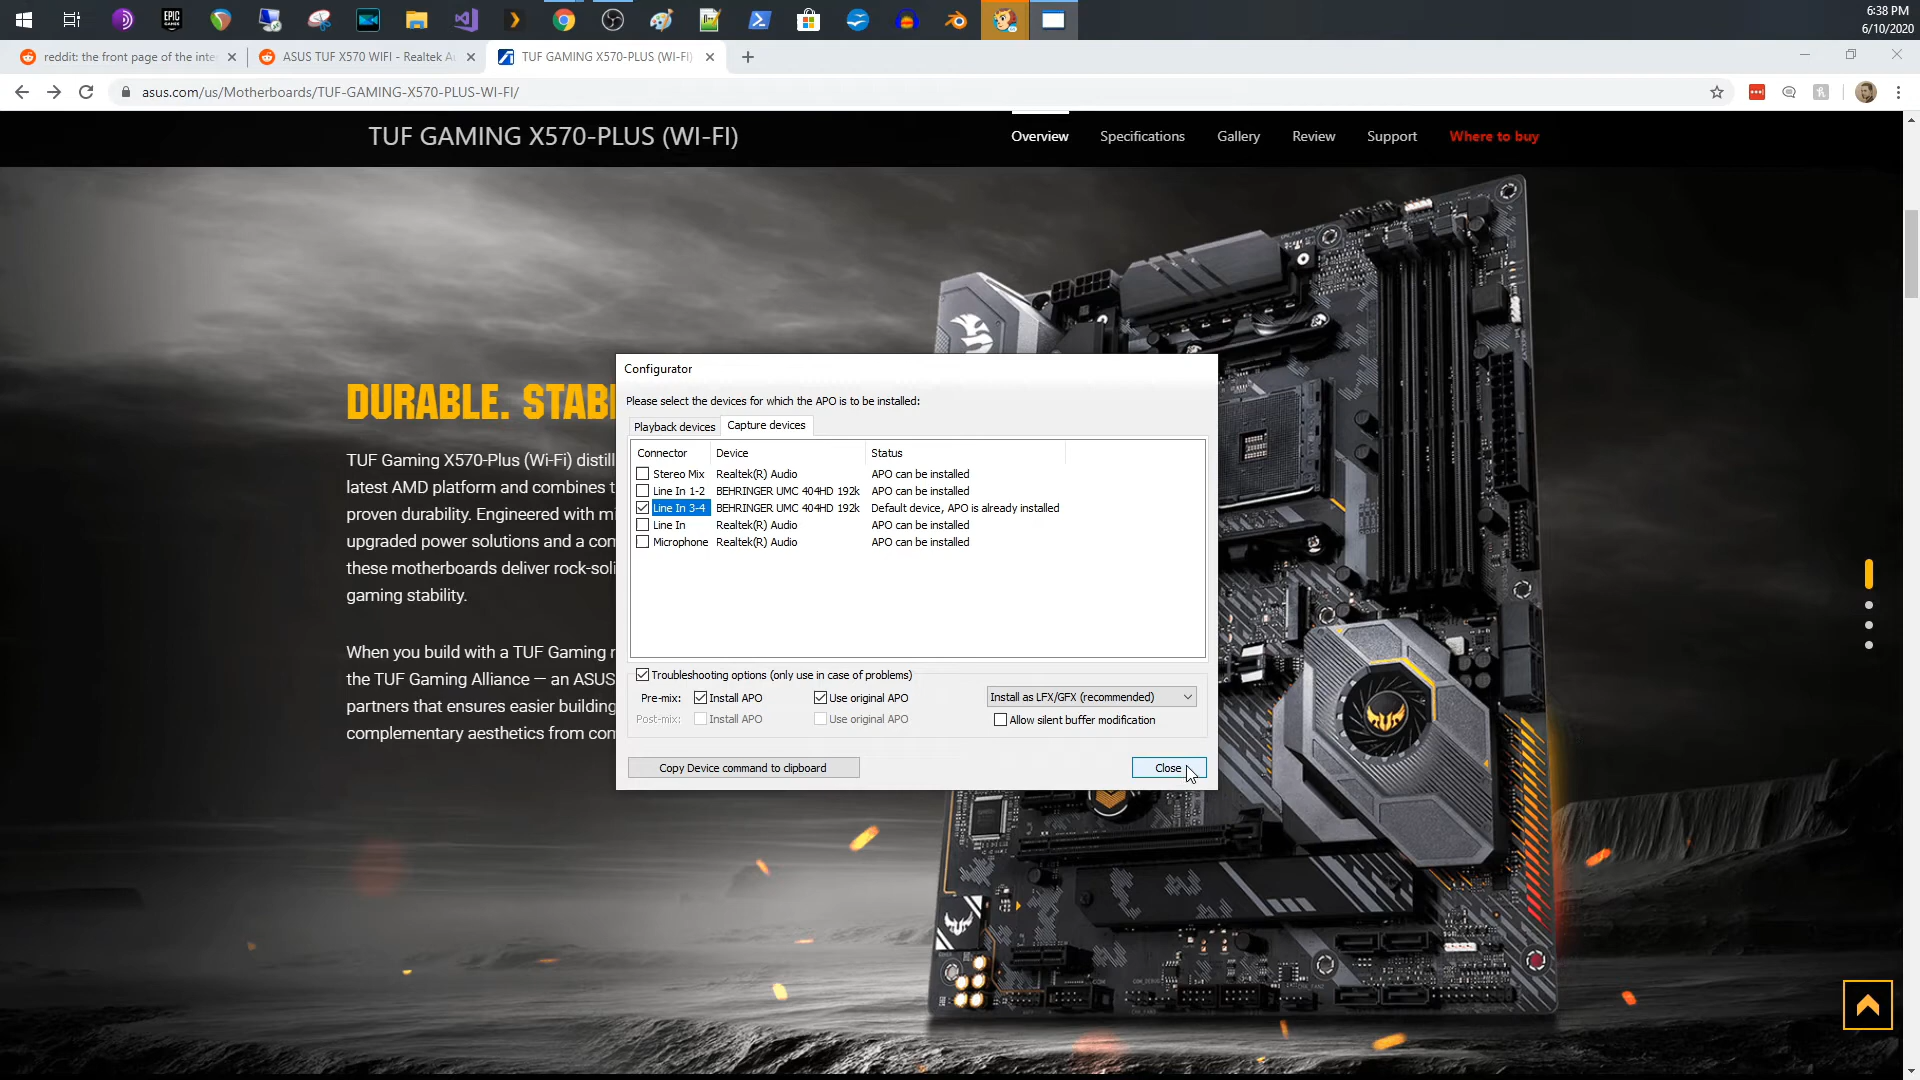 6:38 PM
6/10/2020
EPIC
GAMES
reddit: the front page of the inte
ASUS TUF X570 WIFI - Realtek Au
TUF GAMING X570-PLUS (WI-FI)
asus.com/us/Motherboards/TUF-GAMING-X570-PLUS-WI-FI/
TUF GAMING X570-PLUS (WI-FI)
Overview
Specifications
Gallery
Review
Support
Where to buy
DURABLE. STABI
TUF Gaming X570-Plus (Wi-Fi) distill
latest AMD platform and combines t
proven durability. Engineered with mi
upgraded power solutions and a con
these motherboards deliver rock-soli
gaming stability.
When you build with a TUF Gaming m
the TUF Gaming Alliance — an ASUS
partners that ensures easier building
complementary aesthetics from con
Configurator
Please select the devices for which the APO is to be installed:
Playback devices
Capture devices
Connector Device Status
Stereo Mix Realtek(R) Audio APO can be installed
Line In 1-2 BEHRINGER UMC 404HD 192k APO can be installed
Line In 3-4 BEHRINGER UMC 404HD 192k Default device, APO is already installed
Line In Realtek(R) Audio APO can be installed
Microphone Realtek(R) Audio APO can be installed
Troubleshooting options (only use in case of problems)
Pre-mix: Install APO Use original APO Install as LFX/GFX (recommended)
Post-mix: Install APO Use original APO Allow silent buffer modification
Copy Device command to clipboard
Close